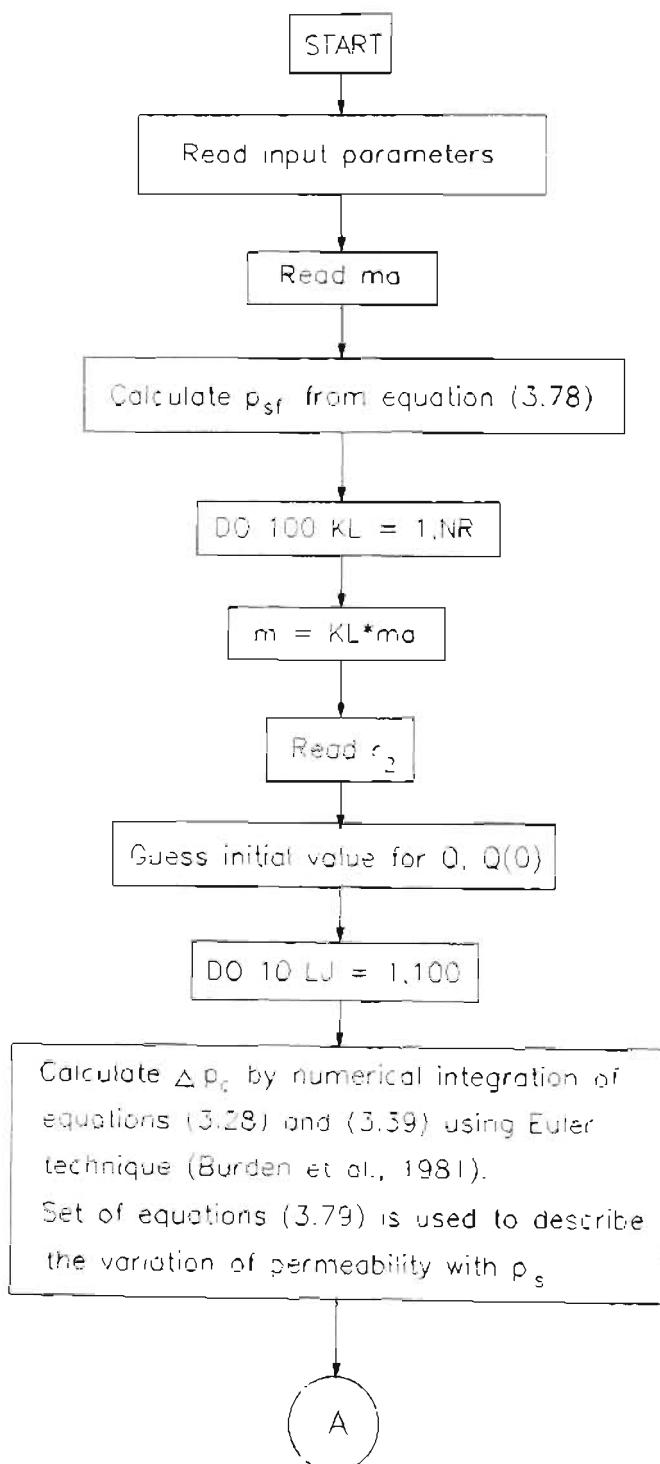 START
Read input parameters
Read ma
Calculate p_sf from equation (3.78)
DO 100 KL = 1,NR
m = KL*ma
Read ε_2
Guess initial value for Q, Q(0)
DO 10 LJ = 1,100
Calculate Δp_c by numerical integration of
equations (3.28) and (3.39) using Euler
technique (Burden et al., 1981).
Set of equations (3.79) is used to describe
the variation of permeability with p_s
A